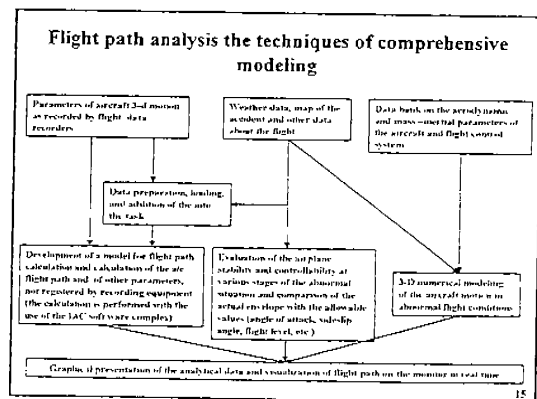 Flight path analysis the techniques of comprehensive
modeling
Parameters of aircraft 3-d motion
as recorded by flight data
recorders
Weather data, map of the
accident and other data
about the flight
Data bank on the aerodynamic
and mass-inertial parameters of
the aircraft and flight control
system
Data preparation, loading,
and addition of the into
the task
Development of a model for flight path
calculation and calculation of the a/c
flight path and of other parameters,
not registered by recording equipment
(the calculation is performed with the
use of the IAC software complex)
Evaluation of the airplane
stability and controllability at
various stages of the abnormal
situation and comparison of the
actual envelope with the allowable
values (angle of attack, sideslip
angle, flight level, etc.)
3-D numerical modeling
of the aircraft motion in
abnormal flight conditions
Graphical presentation of the analytical data and visualization of flight path on the monitor in real time
15